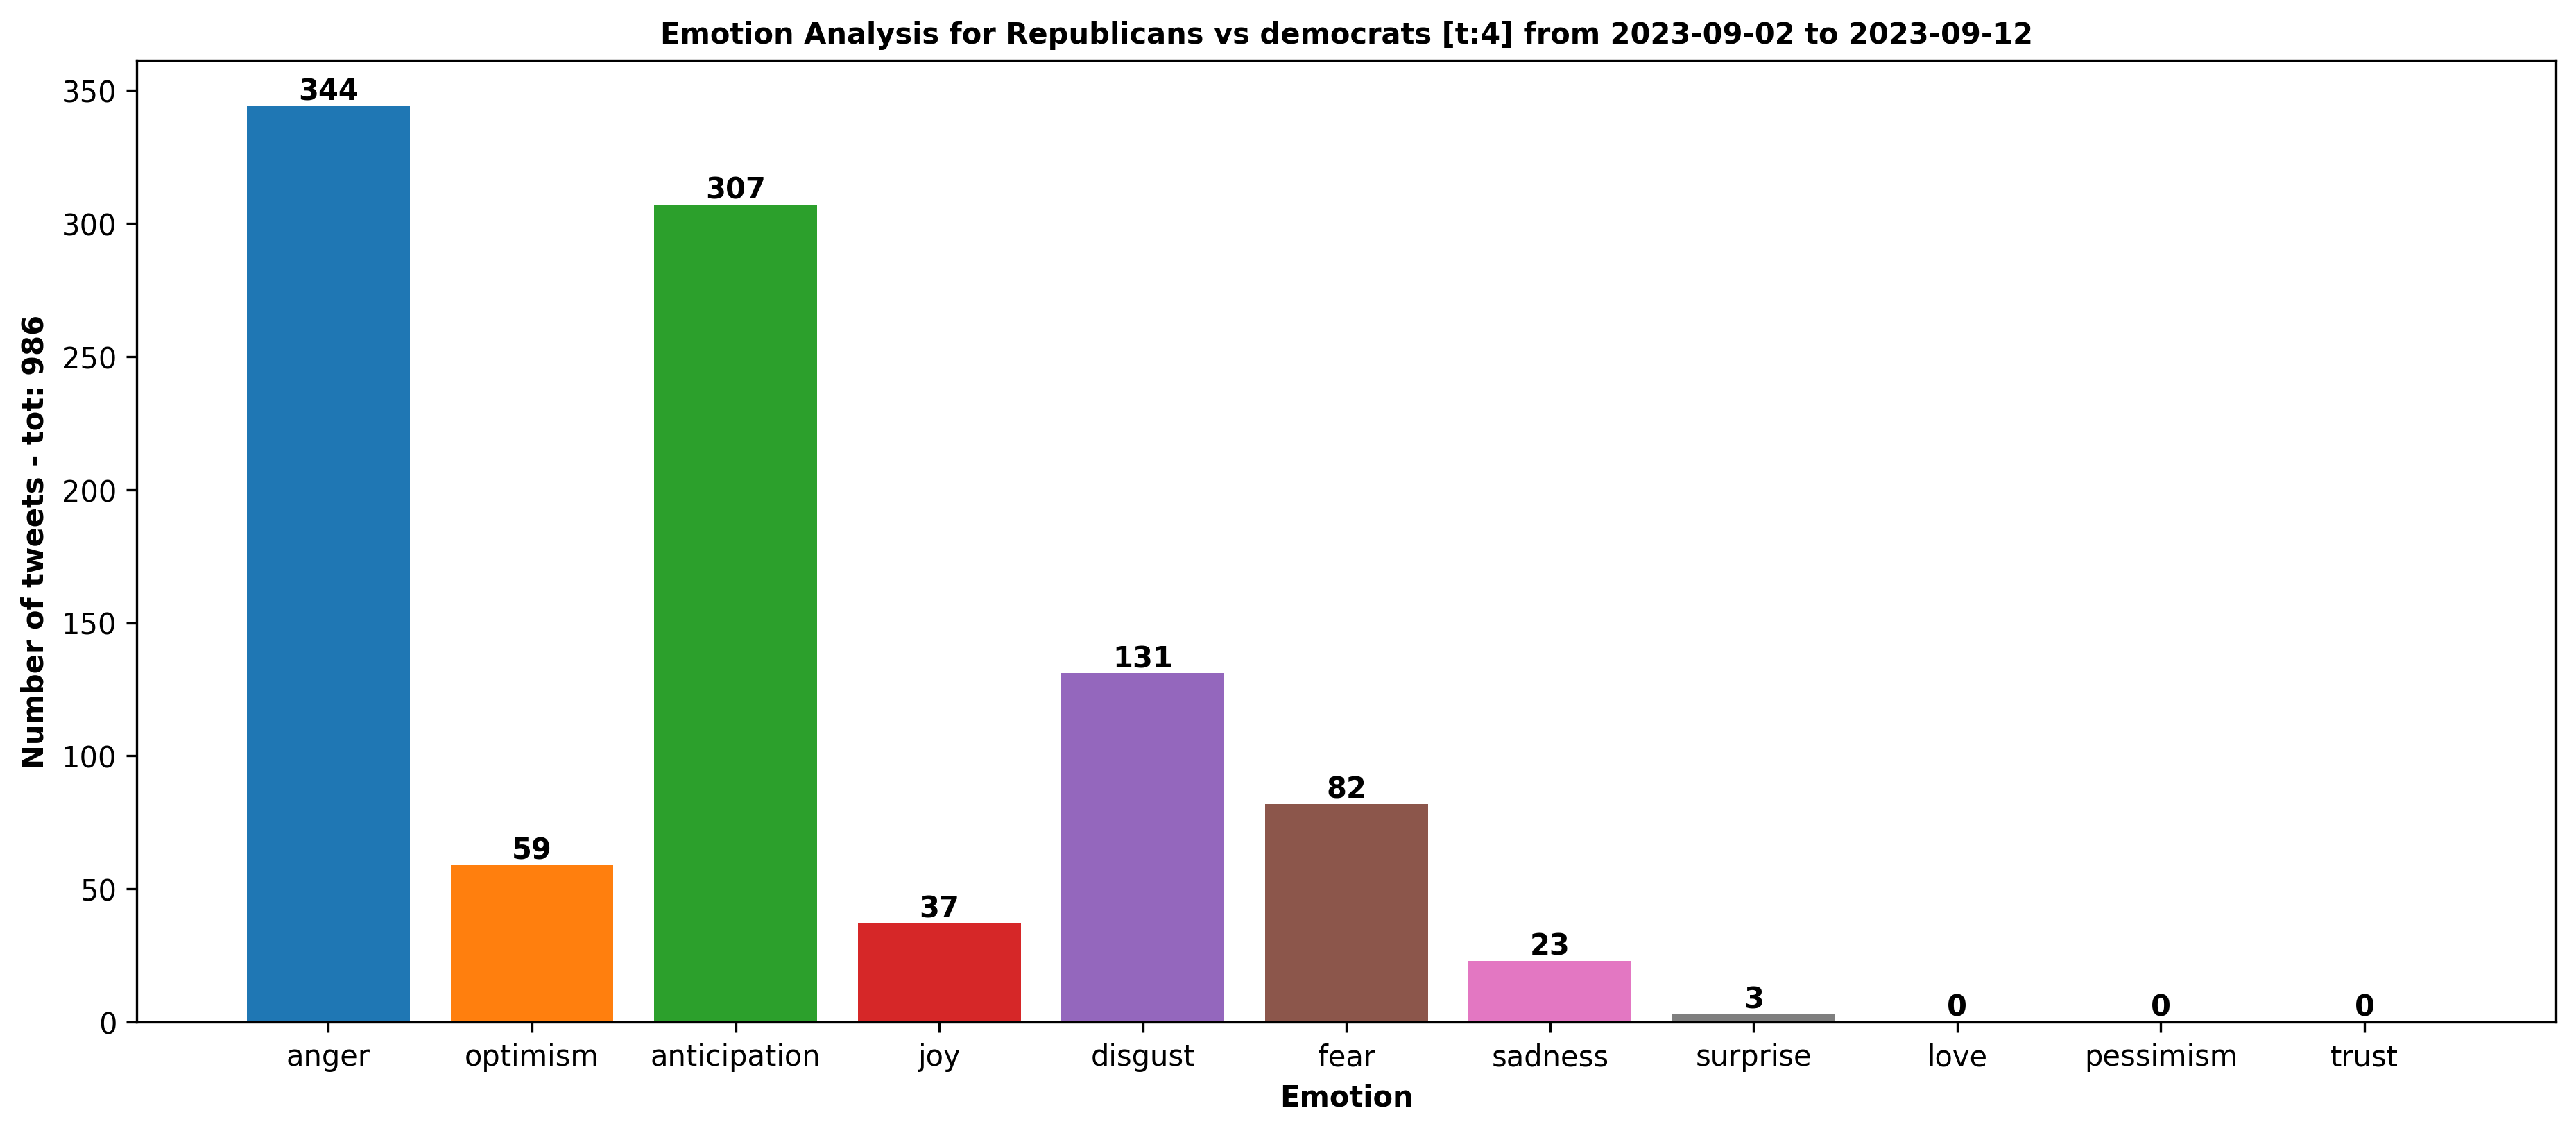 Emotion Analysis for Republicans vs democrats [t:4] from 2023-09-02 to 2023-09-12
Number of tweets - tot: 986
350
300
250
200
150
100
50
0
344
59
307
37
131
82
23
3
0
0
0
anger
optimism
anticipation
joy
disgust
fear
sadness
surprise
love
pessimism
trust
Emotion